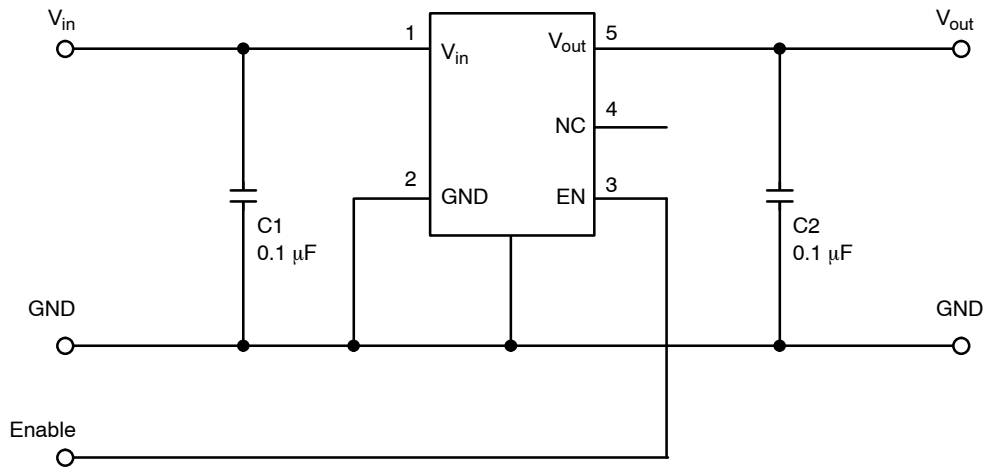 Vin
Vout
1
5
Vin
Vout
4
NC
2
3
GND
EN
C1
0.1 μF
C2
0.1 μF
GND
GND
Enable